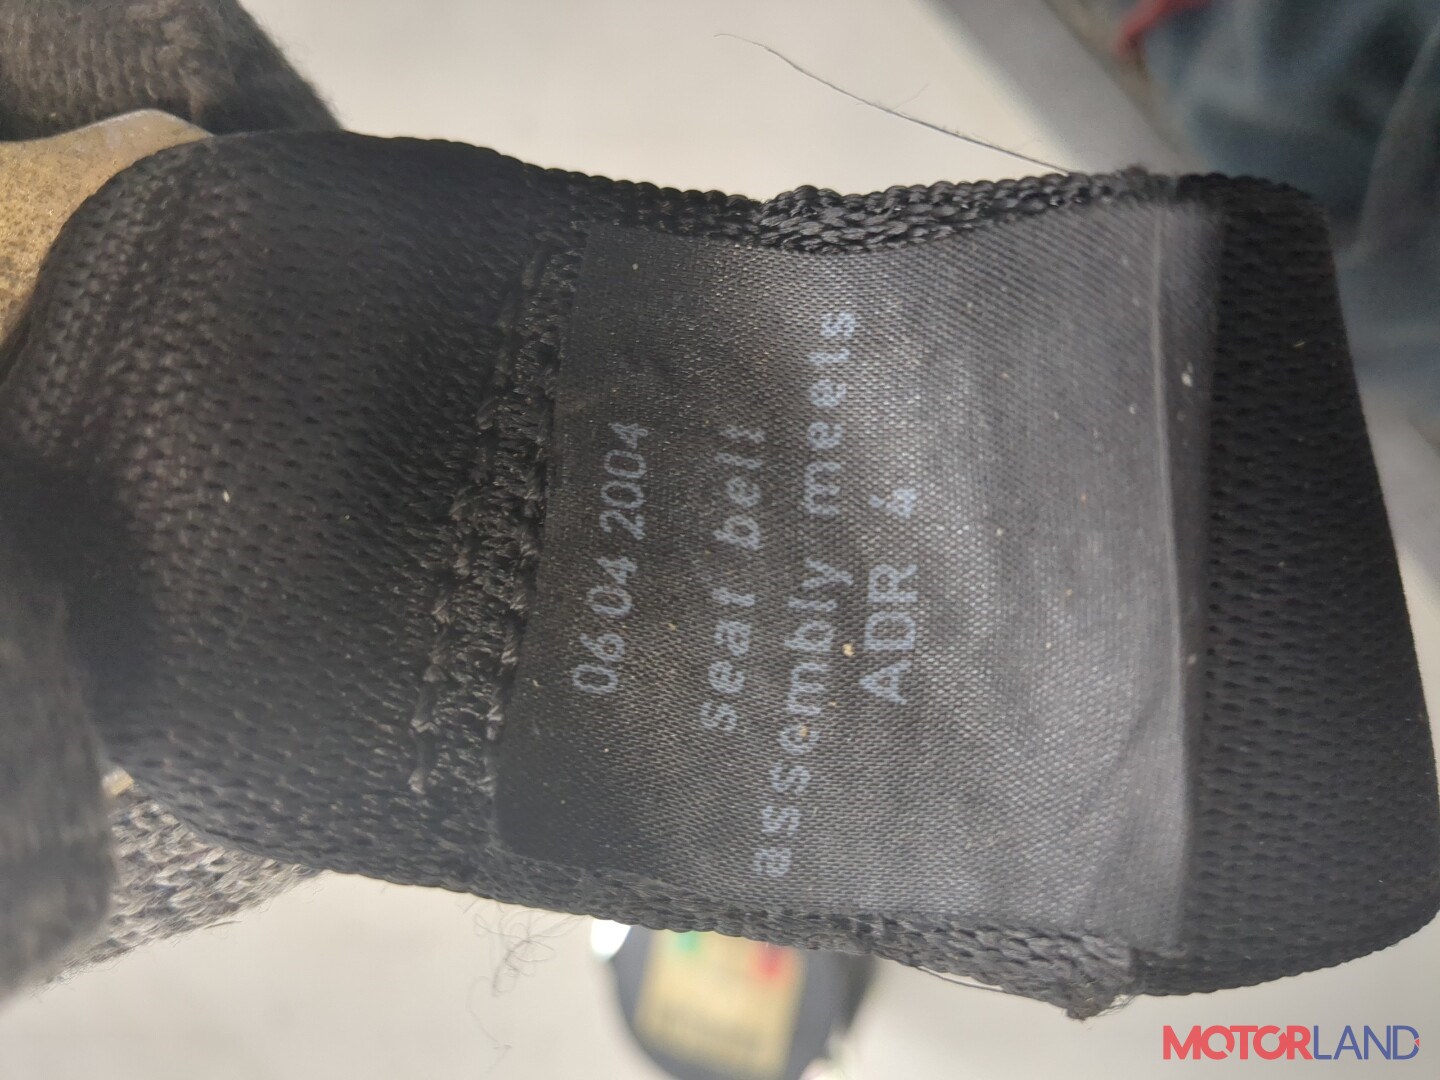 06 04 2004
seat belt
assembly meets
ADR 4
MOTORLAND